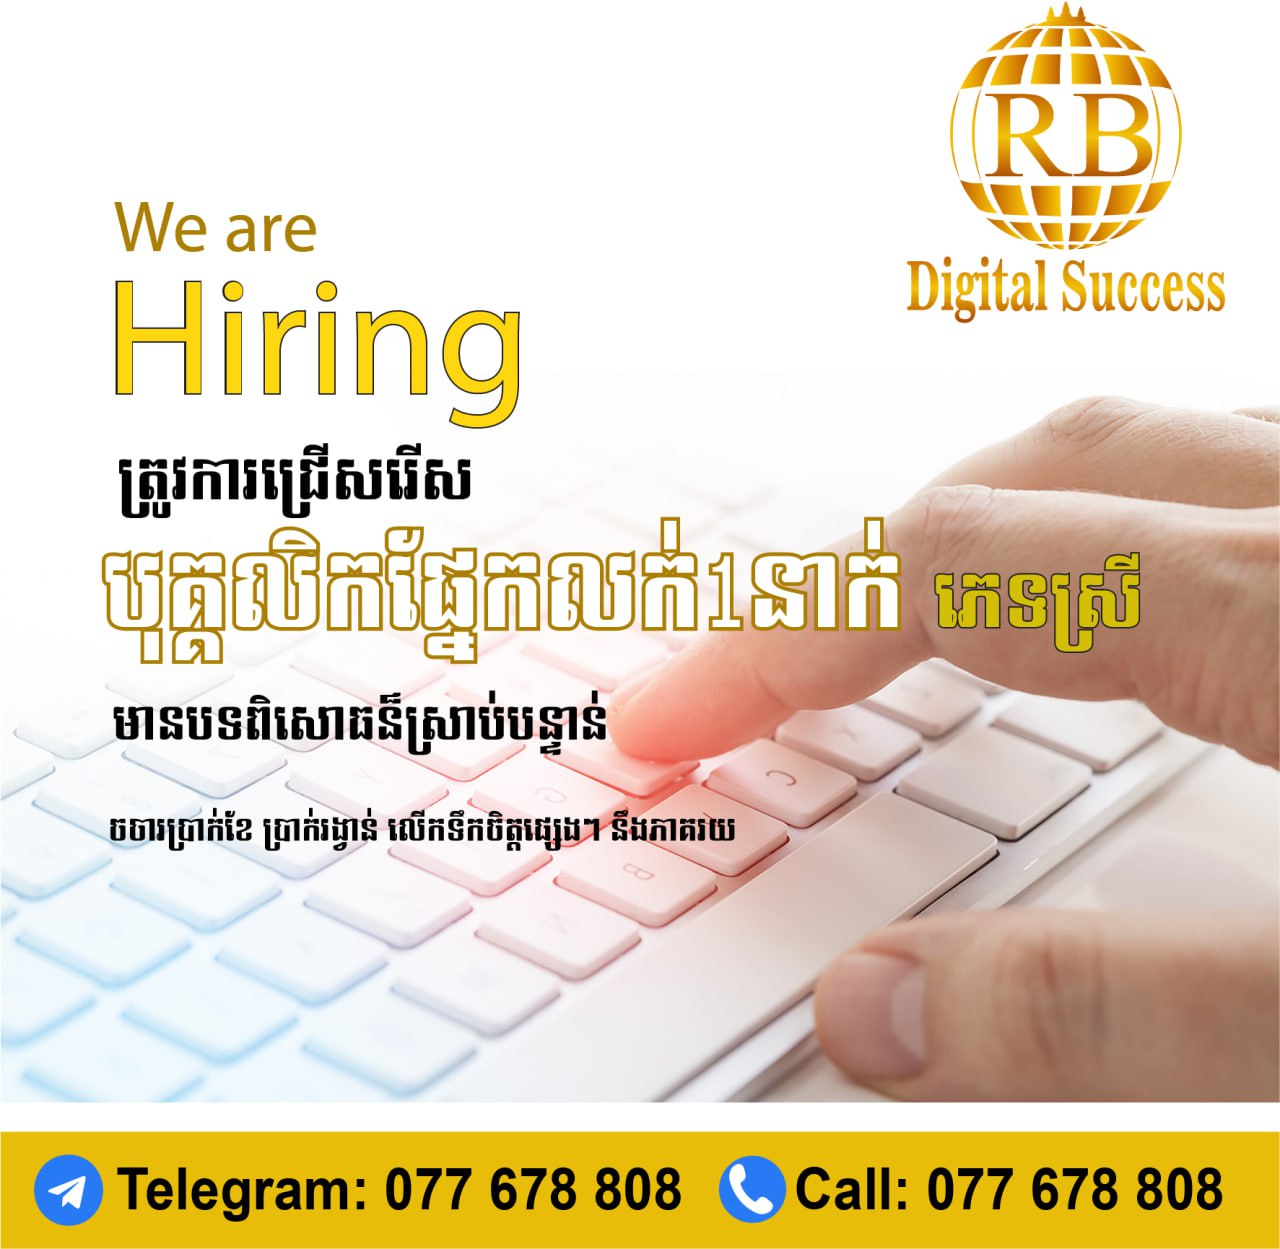 RB
Digital Success
We are
Hiring
ត្រូវការជ្រើសរើស
បុគ្គលិកផ្នែកលក់1នាក់ ភេទស្រី
មានបទពិសោធន៏ស្រាប់បន្ទាន់
ចចារប្រាក់ខែ ប្រាក់រង្វាន់ លើកទឹកចិត្តផ្សេងៗ នឹងភាគរយ
Telegram: 077 678 808 Call: 077 678 808